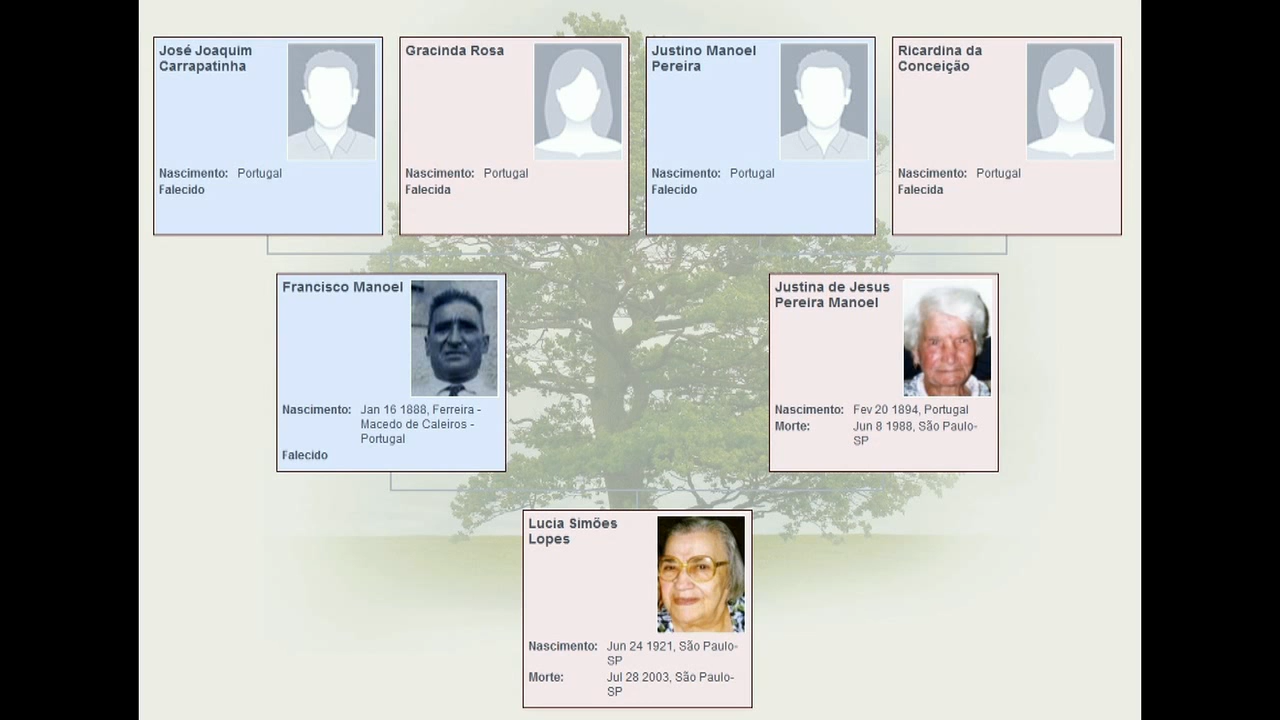 José Joaquim
Carrapatinha
Nascimento: Portugal
Falecido
Gracinda Rosa
Nascimento: Portugal
Falecida
Justino Manoel
Pereira
Nascimento: Portugal
Falecido
Ricardina da
Conceição
Nascimento: Portugal
Falecida
Francisco Manoel
Nascimento: Jan 16 1888, Ferreira -
Macedo de Caleiros -
Portugal
Falecido
Justina de Jesus
Pereira Manoel
Nascimento: Fev 20 1894, Portugal
Morte: Jun 8 1988, São Paulo-
SP
Lucia Simões
Lopes
Nascimento: Jun 24 1921, São Paulo-
SP
Morte: Jul 28 2003, São Paulo-
SP